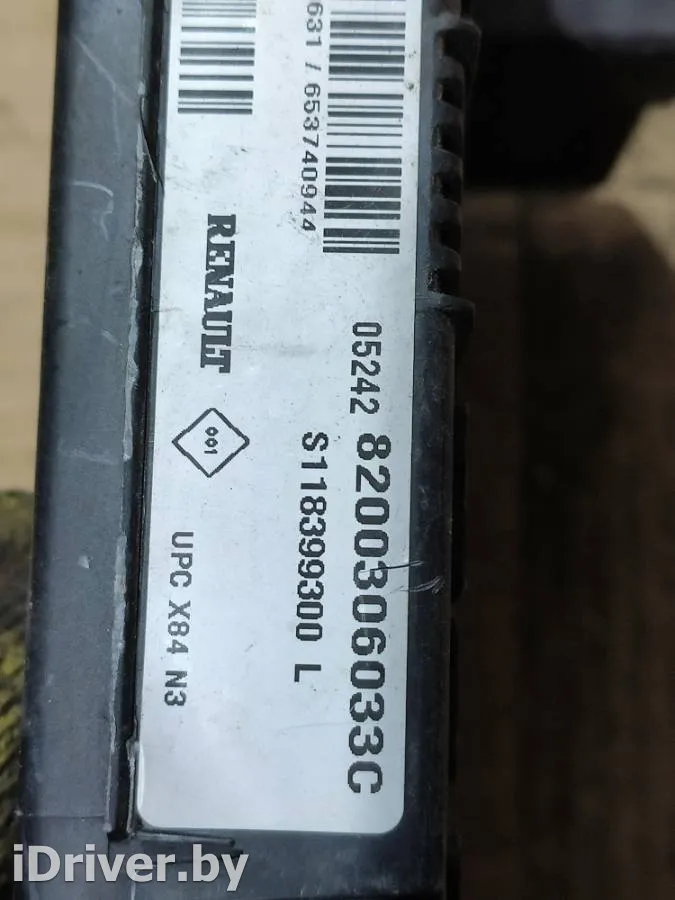 631 / 653740944
RENAULT
05242 8200306033C
001
S118399300 L
UPC X84 N3
iDriver.by